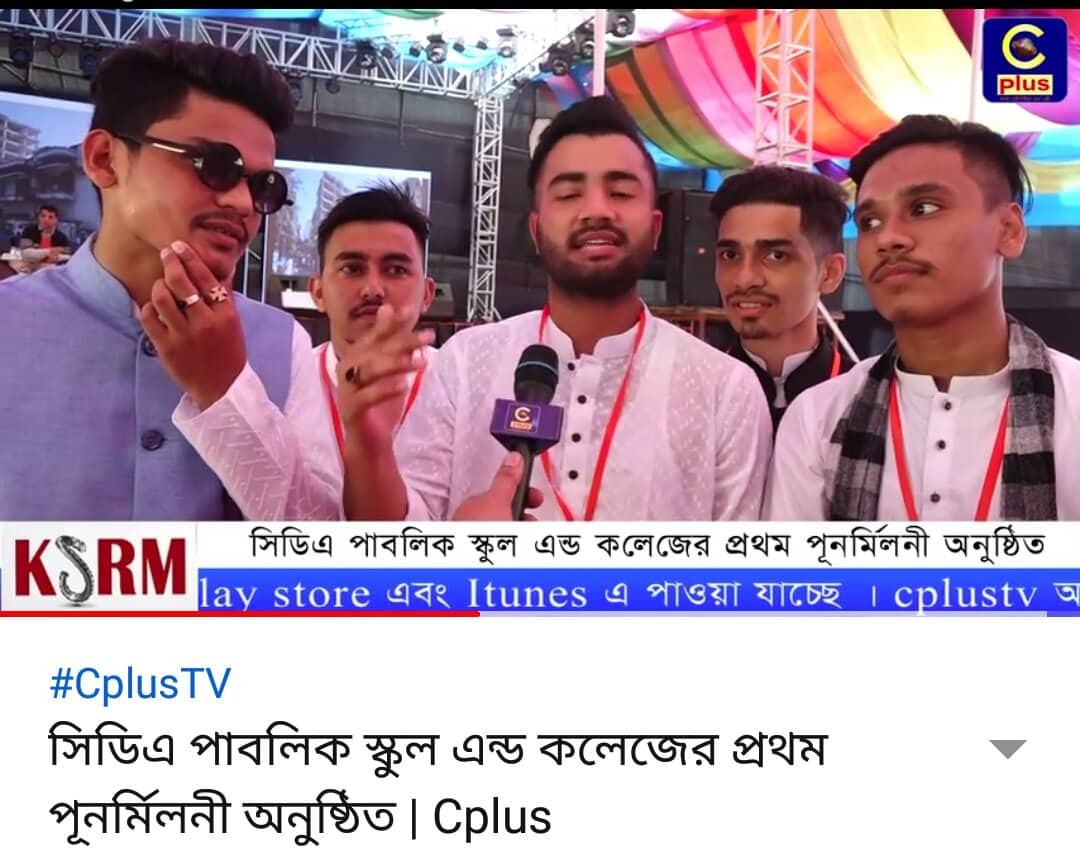 C
plus
C
plus
KSRM
সিডিএ পাবলিক স্কুল এন্ড কলেজের প্রথম পূনর্মিলনী অনুষ্ঠিত
lay store এবং Itunes এ পাওয়া যাচ্ছে । cplustv অ
#CplusTV
সিডিএ পাবলিক স্কুল এন্ড কলেজের প্রথম
পূনর্মিলনী অনুষ্ঠিত | Cplus